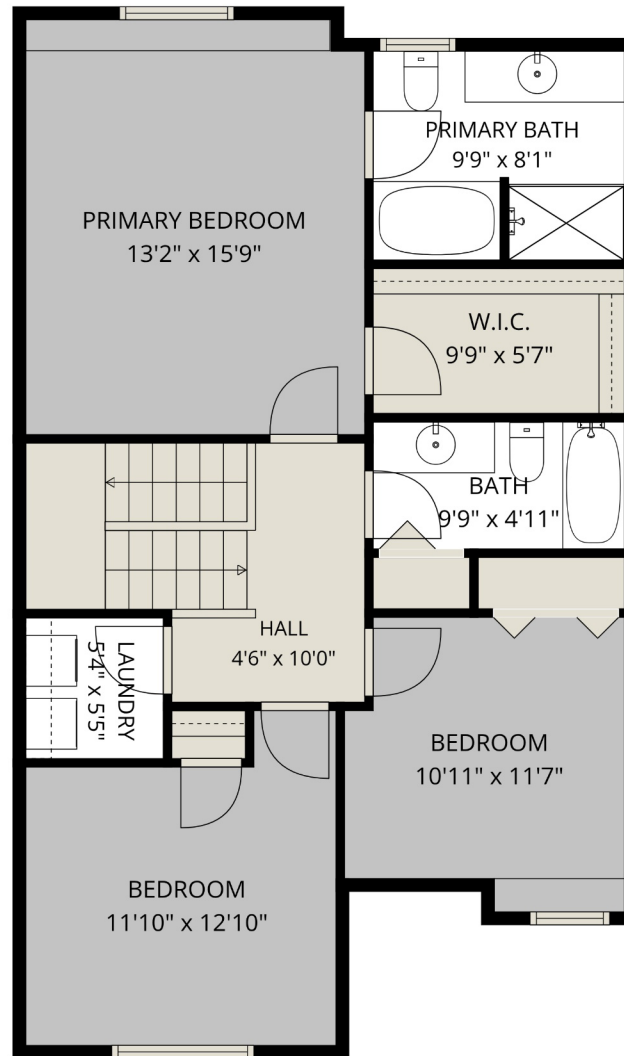 PRIMARY BATH
9'9" x 8'1"
PRIMARY BEDROOM
13'2" x 15'9"
W.I.C.
9'9" x 5'7"
BATH
9'9" x 4'11"
HALL
4'6" x 10'0"
LAUNDRY
5'4" x 5'5"
BEDROOM
10'11" x 11'7"
BEDROOM
11'10" x 12'10"